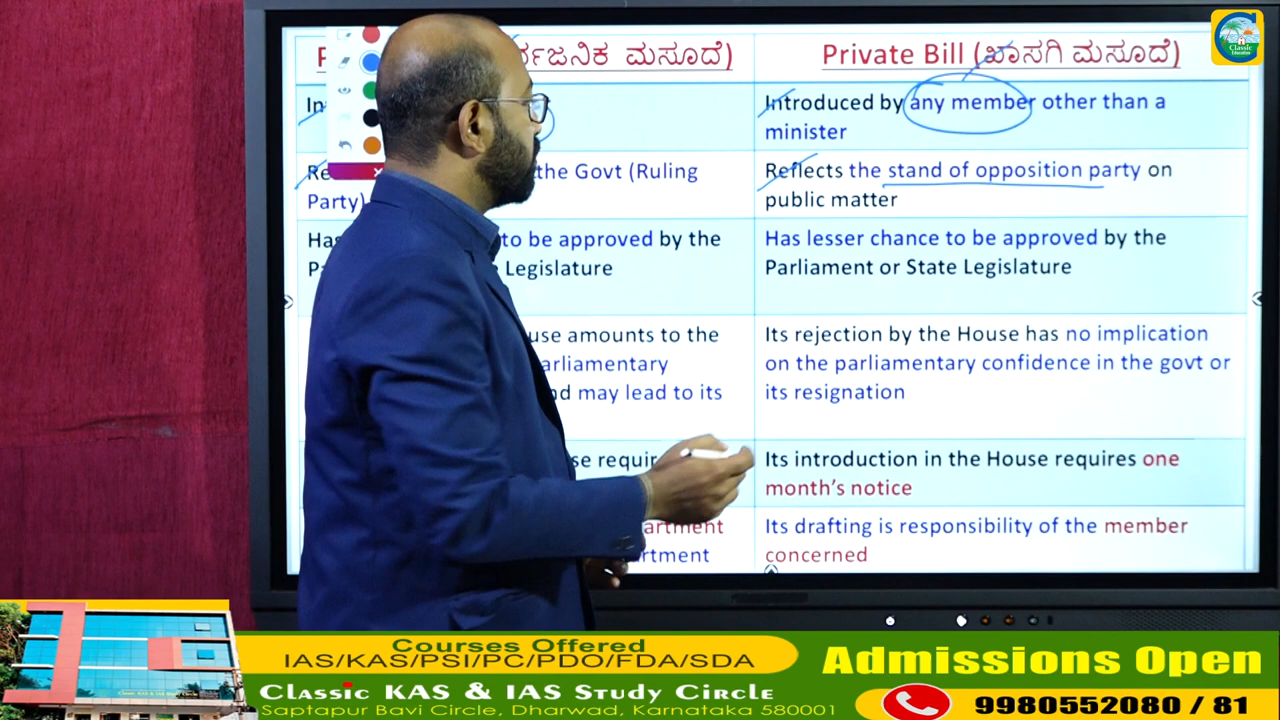 ರ್ವಜನಿಕ ಮಸೂದೆ)
Private Bill (ಖಾಸಗಿ ಮಸೂದೆ)
Introduced by any member other than a
minister
the Govt (Ruling
Party)
Reflects the stand of opposition party on
public matter
Has
to be approved by the
Legislature
Has lesser chance to be approved by the
Parliament or State Legislature
use amounts to the
arliamentary
nd may lead to its
Its rejection by the House has no implication
on the parliamentary confidence in the govt or
its resignation
se requir
Its introduction in the House requires one
month's notice
artment
rtment
Its drafting is responsibility of the member
concerned
Classic
Education
Courses Offered
IAS/KAS/PSI/PC/PDO/FDA/SDA
Classic KAS & IAS Study Circle
Saptapur Bavi Circle, Dharwad, Karnataka 580001
Admissions Open
9980552080 / 81